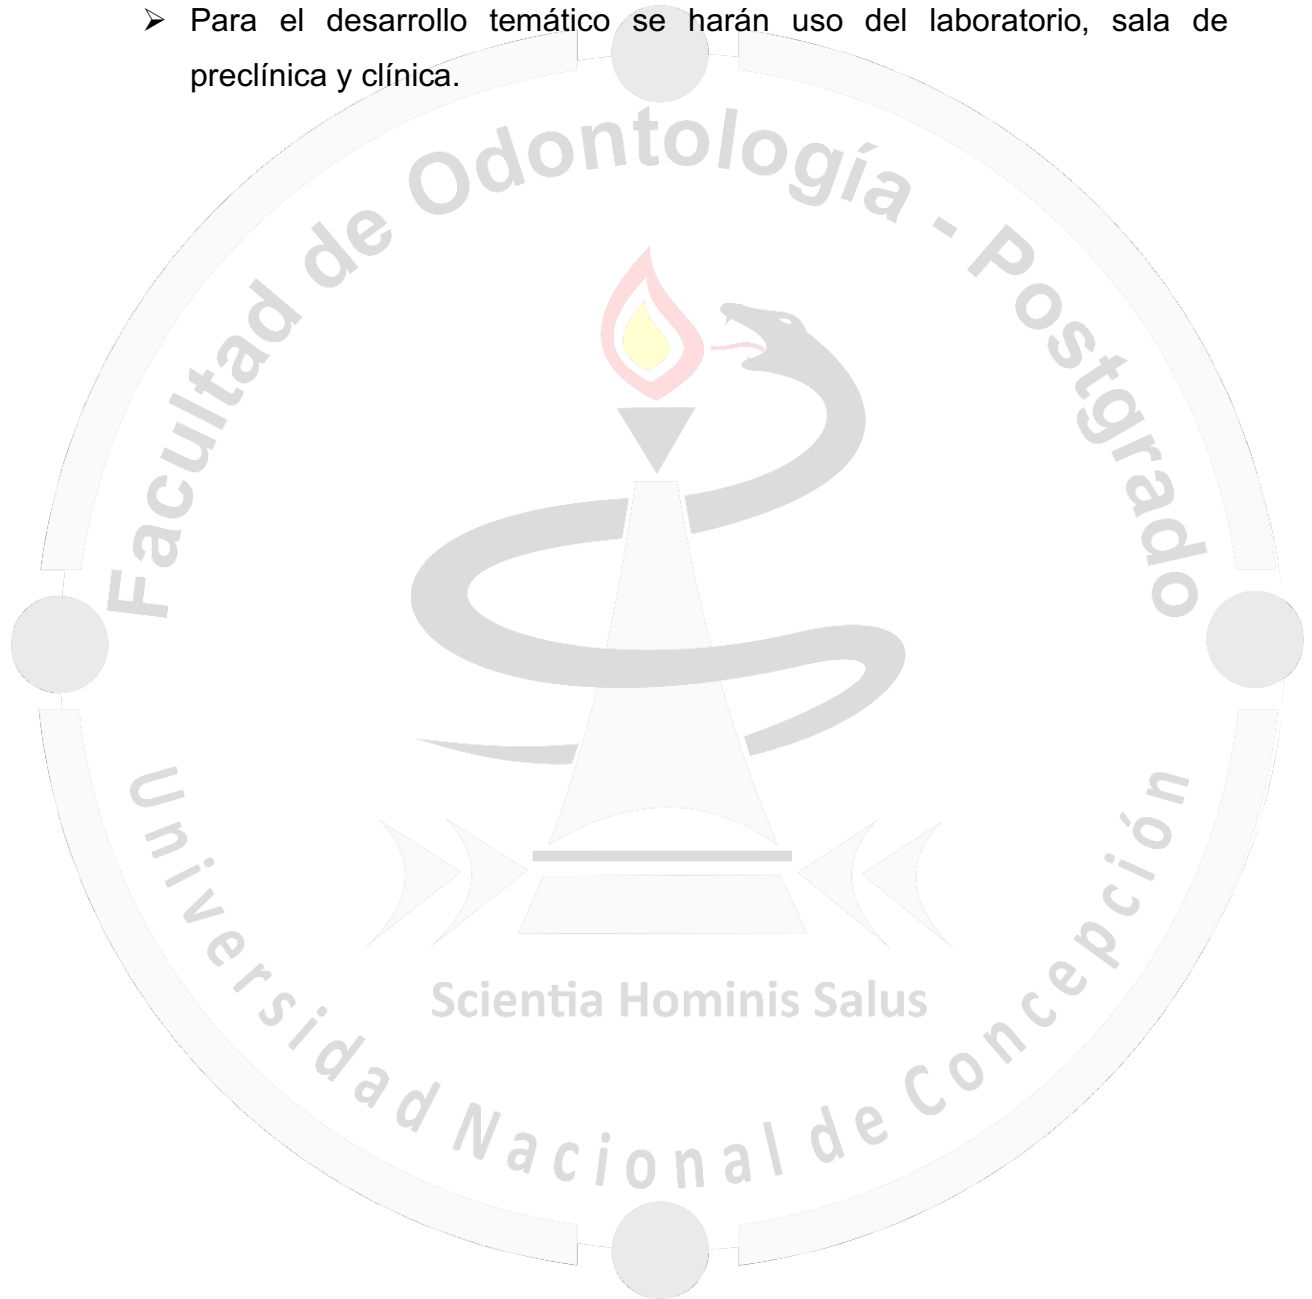 ➢ Para el desarrollo temático se harán uso del laboratorio, sala de
preclínica y clínica.
Facultad de Odontología - Postgrado
Scientia Hominis Salus
Universidad Nacional de Concepción